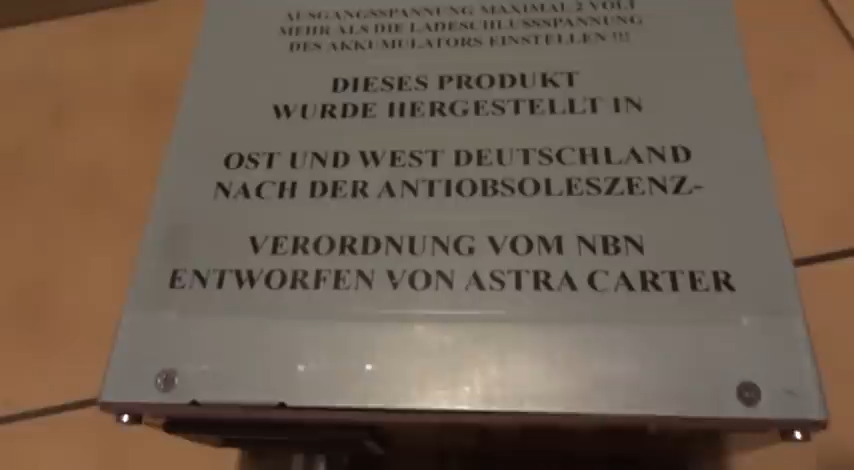 AUSGANGSSPANNUNG MAXIMAL 2 VOLT
MEHR ALS DIE LADESCHLUSSSPANNUNG
DES AKKUMULATORS EINSTELLEN !!!
DIESES PRODUKT
WURDE HERGESTELLT IN
OST UND WEST DEUTSCHLAND
NACH DER ANTIOBSOLESZENZ-
VERORDNUNG VOM NBN
ENTWORFEN VON ASTRA CARTER